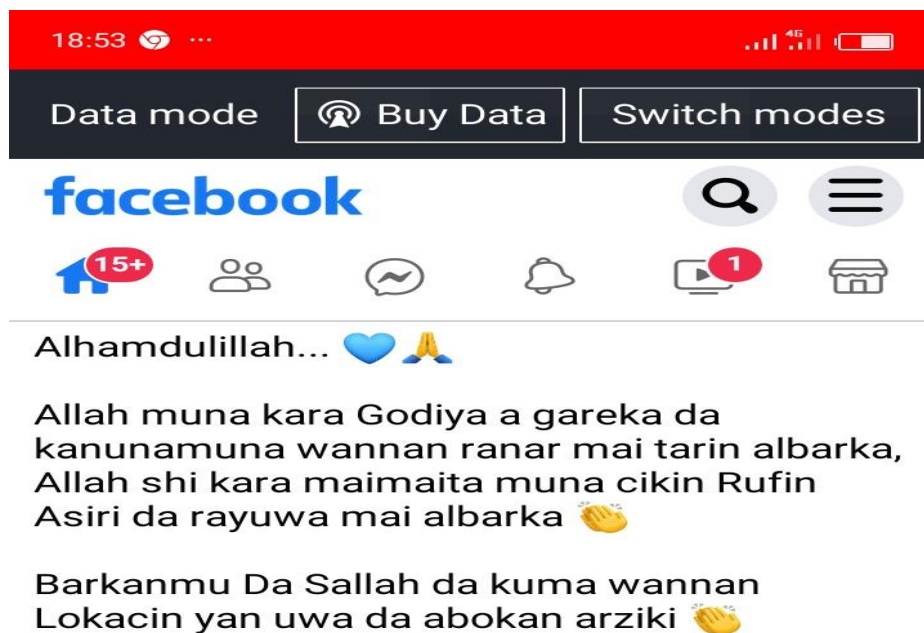 18:53 ...
4G
Data mode Buy Data Switch modes
facebook
15+ 1
Alhamdulillah... 💙🙏
Allah muna kara Godiya a gareka da
kanunamuna wannan ranar mai tarin albarka,
Allah shi kara maimaita muna cikin Rufin
Asiri da rayuwa mai albarka 👏
Barkanmu Da Sallah da kuma wannan
Lokacin yan uwa da abokan arziki 👏